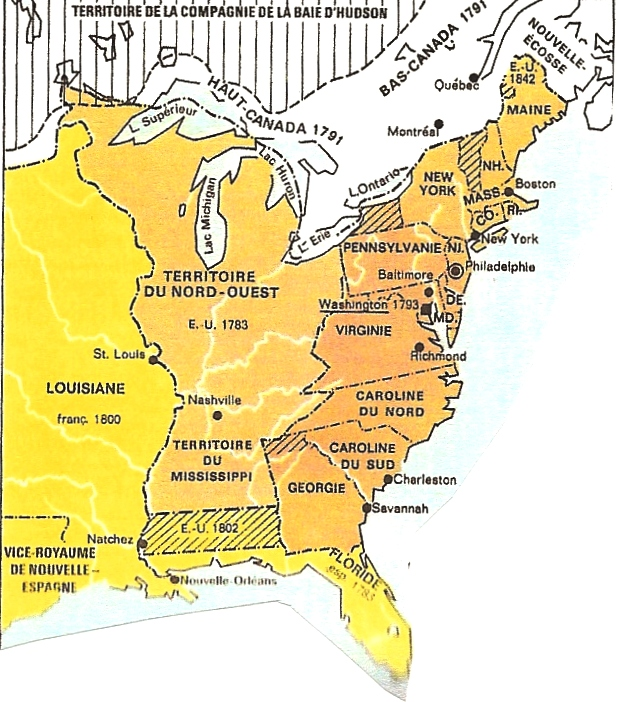 TERRITOIRE DE LA COMPAGNIE DE LA BAIE D'HUDSON
BAS-CANADA 1791
NOUVELLE-
ÉCOSSE
HAUT-CANADA 1791
Québec
E.-U.
1842
MAINE
L. Supérieur
Montréal
Lac Huron
Lac Michigan
L. Ontario
L. Erie
NEW
YORK
NH.
MASS.
Boston
CO.
RI.
New York
PENNSYLVANIE
NJ.
Philadelphie
Baltimore
DE.
Washington 1793
MD.
TERRITOIRE
DU NORD-OUEST
E.-U. 1783
VIRGINIE
Richmond
St. Louis
LOUISIANE
franç. 1800
Nashville
CAROLINE
DU NORD
TERRITOIRE
DU
MISSISSIPPI
CAROLINE
DU SUD
GEORGIE
Charleston
Savannah
E.-U. 1802
Natchez
VICE-ROYAUME
DE NOUVELLE-
ESPAGNE
Nouvelle-Orléans
FLORIDE
esp. 1783